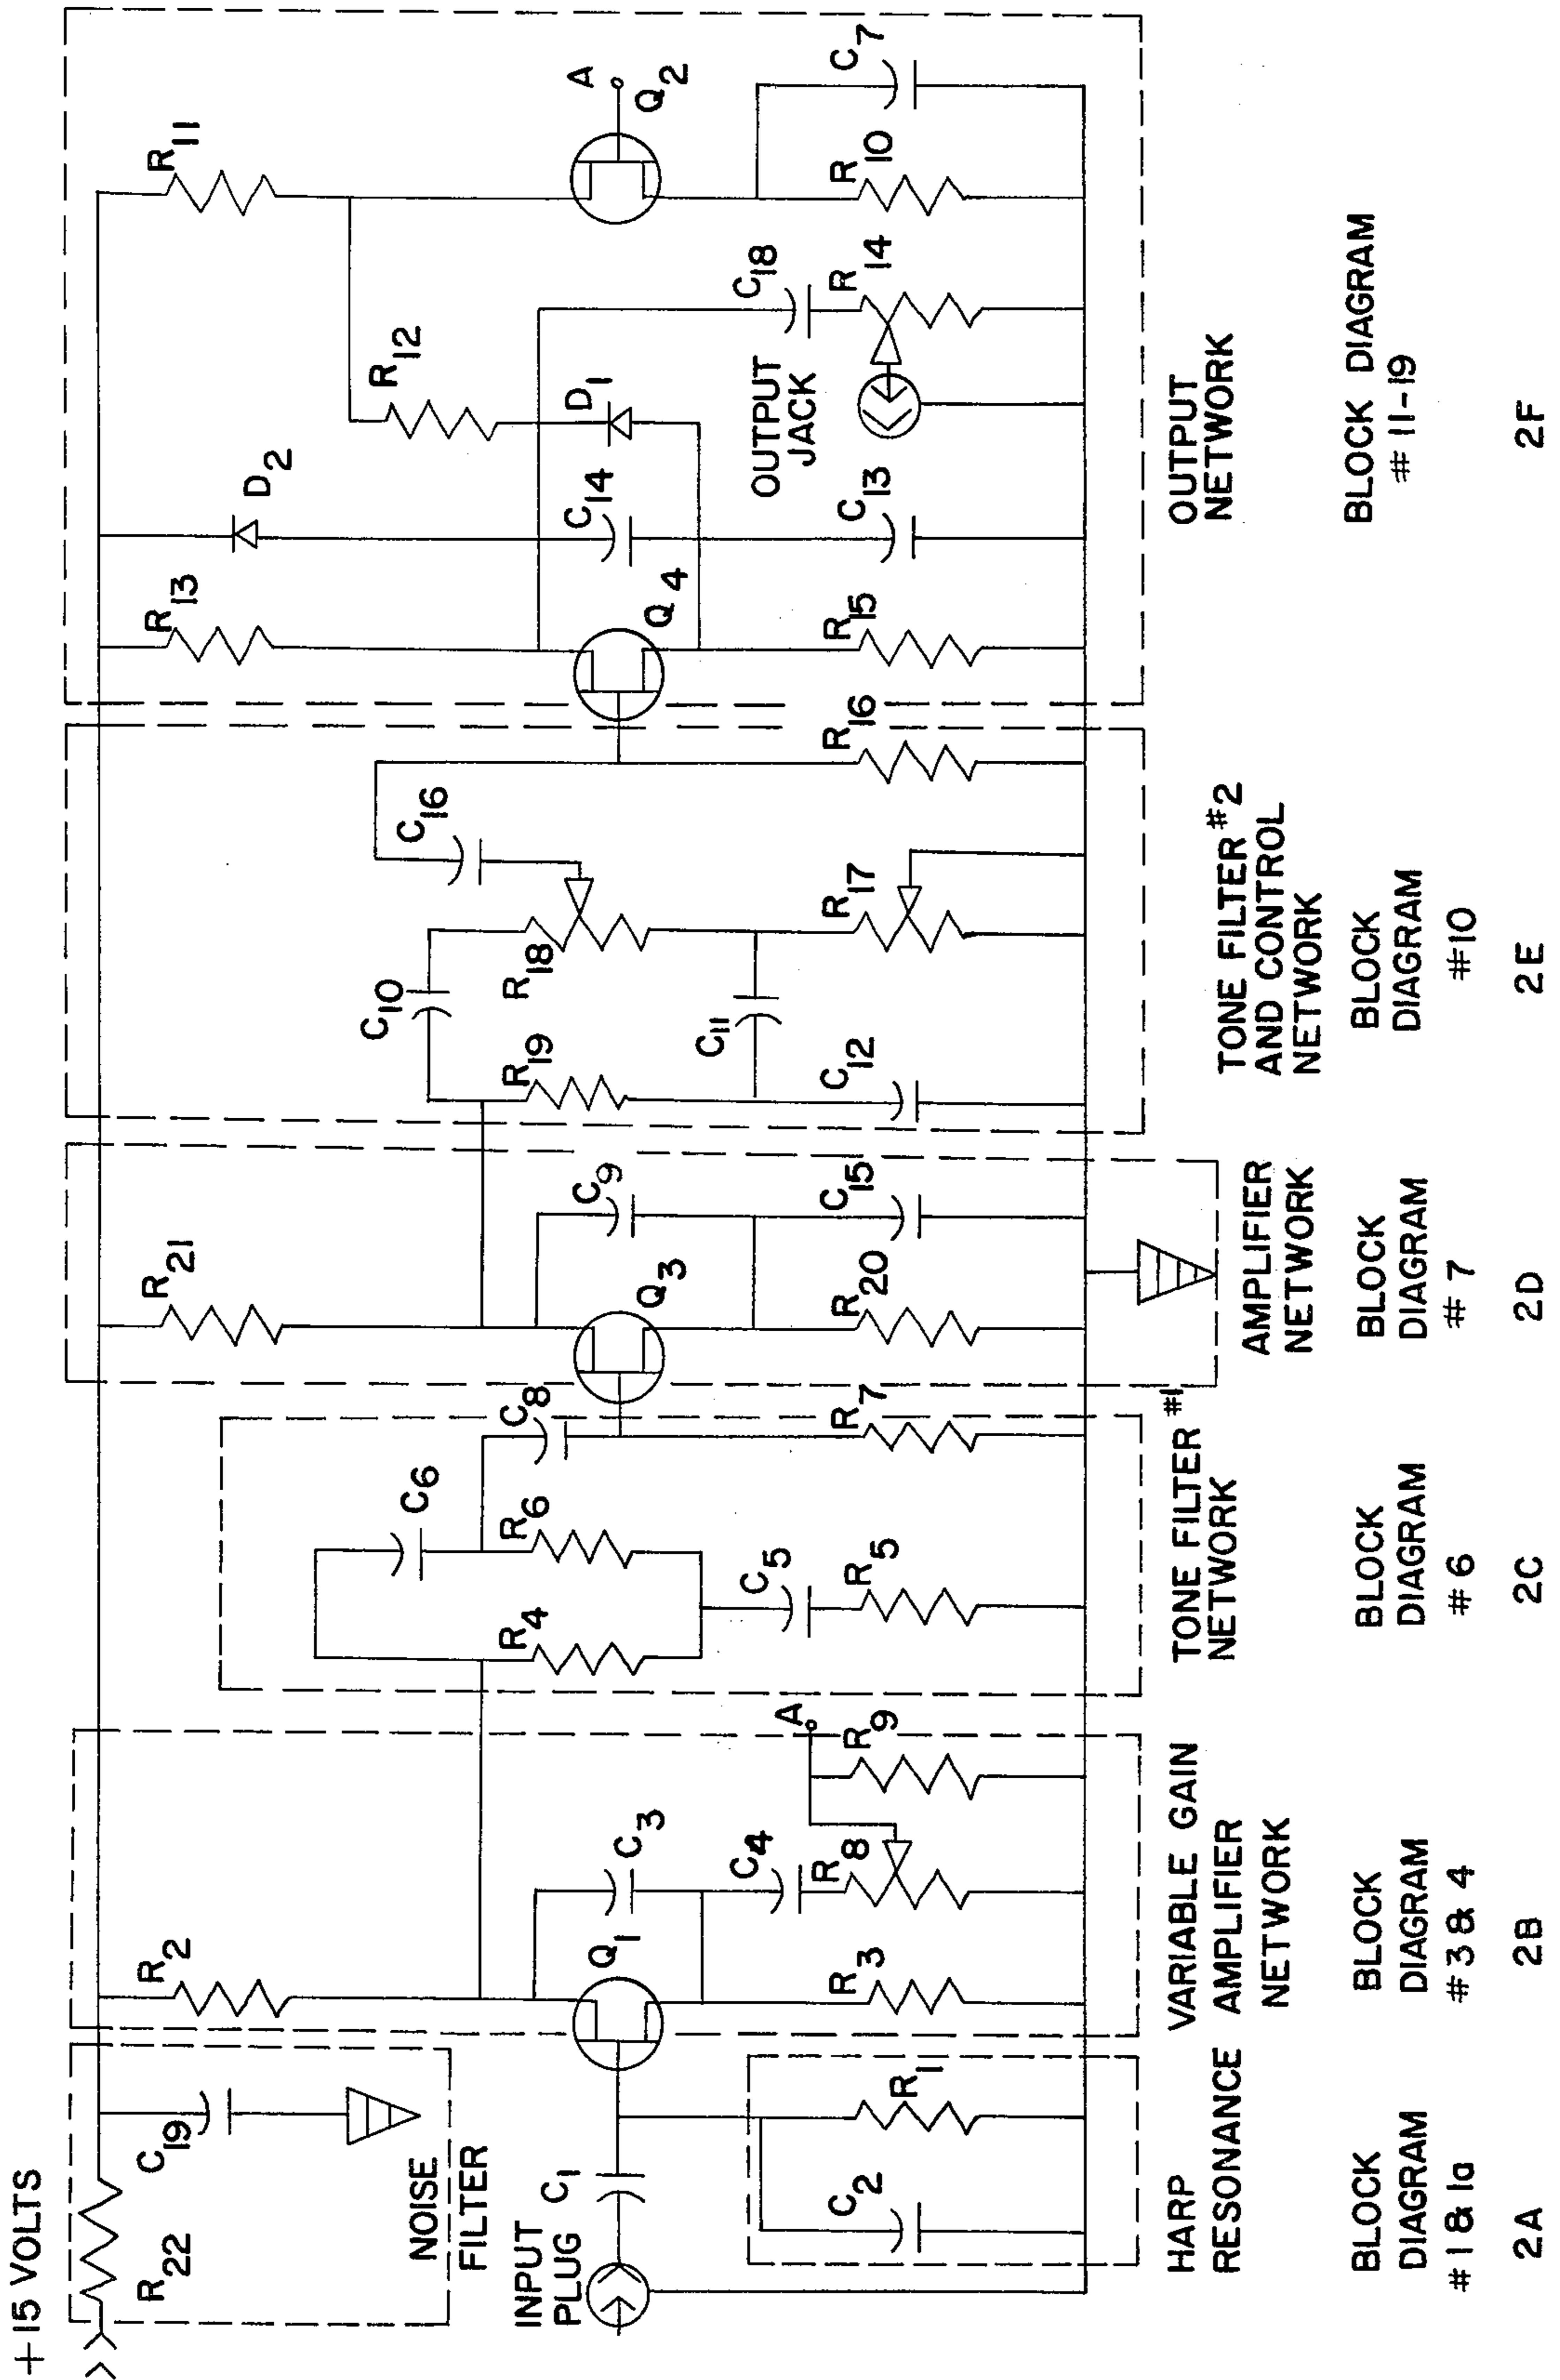 +15 VOLTS
R22
C19
NOISE
FILTER
INPUT
PLUG
C1
C2
R1
R2
Q1
C3
C4
R8
R3
R9
A
R4
C6
R6
C5
R5
C8
R7
R21
Q3
C9
C15
R20
C10
R19
R18
C11
C12
C16
R17
R16
R13
D2
R11
R12
Q4
C14
D1
A
Q2
OUTPUT
JACK
C18
R14
C13
R15
R10
C7
HARP
RESONANCE
BLOCK
DIAGRAM
#1&1a
2A
VARIABLE GAIN
AMPLIFIER
NETWORK
BLOCK
DIAGRAM
#3&4
2B
TONE FILTER #1
NETWORK
BLOCK
DIAGRAM
#6
2C
AMPLIFIER
NETWORK
BLOCK
DIAGRAM
#7
2D
TONE FILTER #2
AND CONTROL
NETWORK
BLOCK
DIAGRAM
#10
2E
OUTPUT
NETWORK
BLOCK DIAGRAM
#11-19
2F